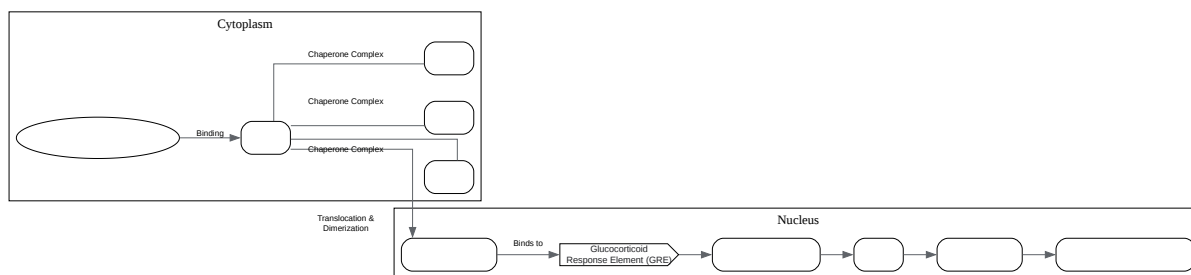 Cytoplasm
Chaperone Complex
Chaperone Complex
Binding
Chaperone Complex
Translocation &
Dimerization
Nucleus
Binds to
Glucocorticoid
Response Element (GRE)